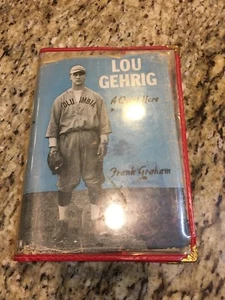 LOU
GEHRIG
A Quiet Hero
COLUMBIA
Frank Graham